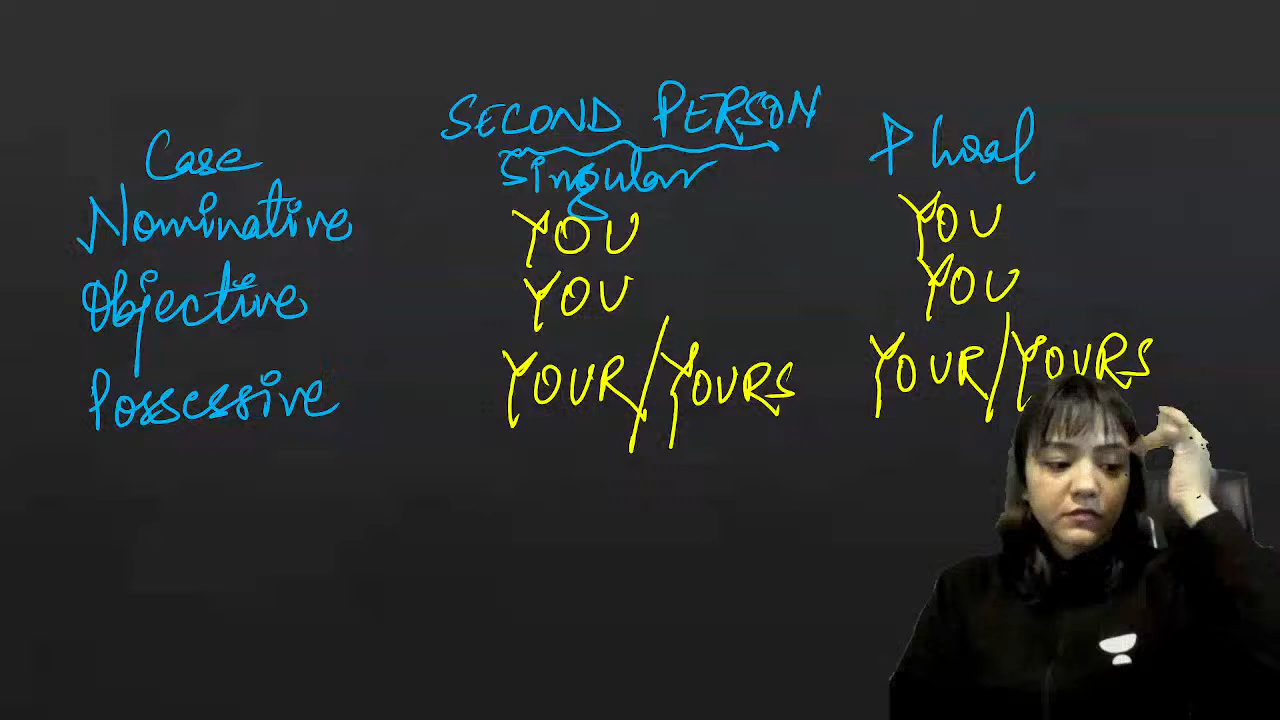 SECOND PERSON
Case Singular Plural
Nominative YOU YOU
Objective YOU YOU
Possessive YOUR/YOURS YOUR/YOURS